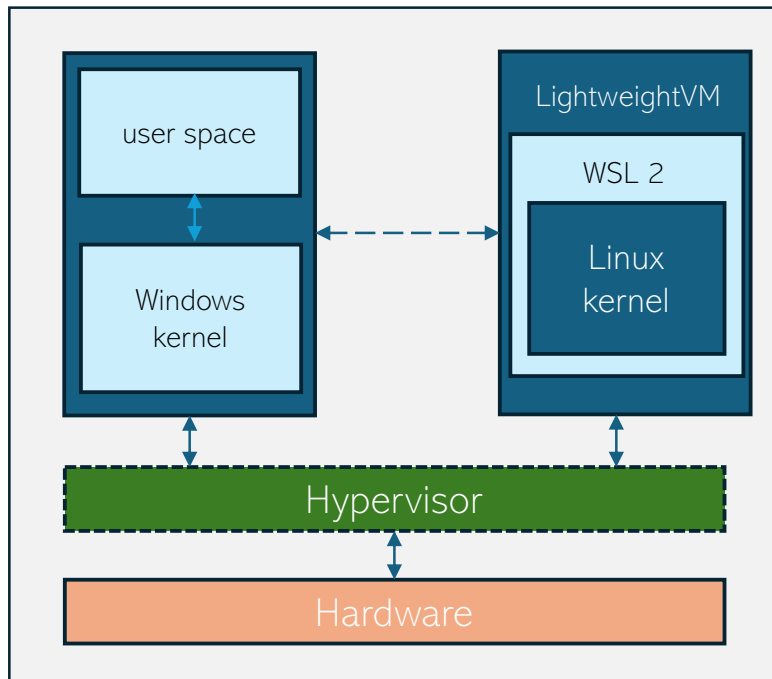 user space
Windows
kernel
LightweightVM
WSL 2
Linux
kernel
Hypervisor
Hardware